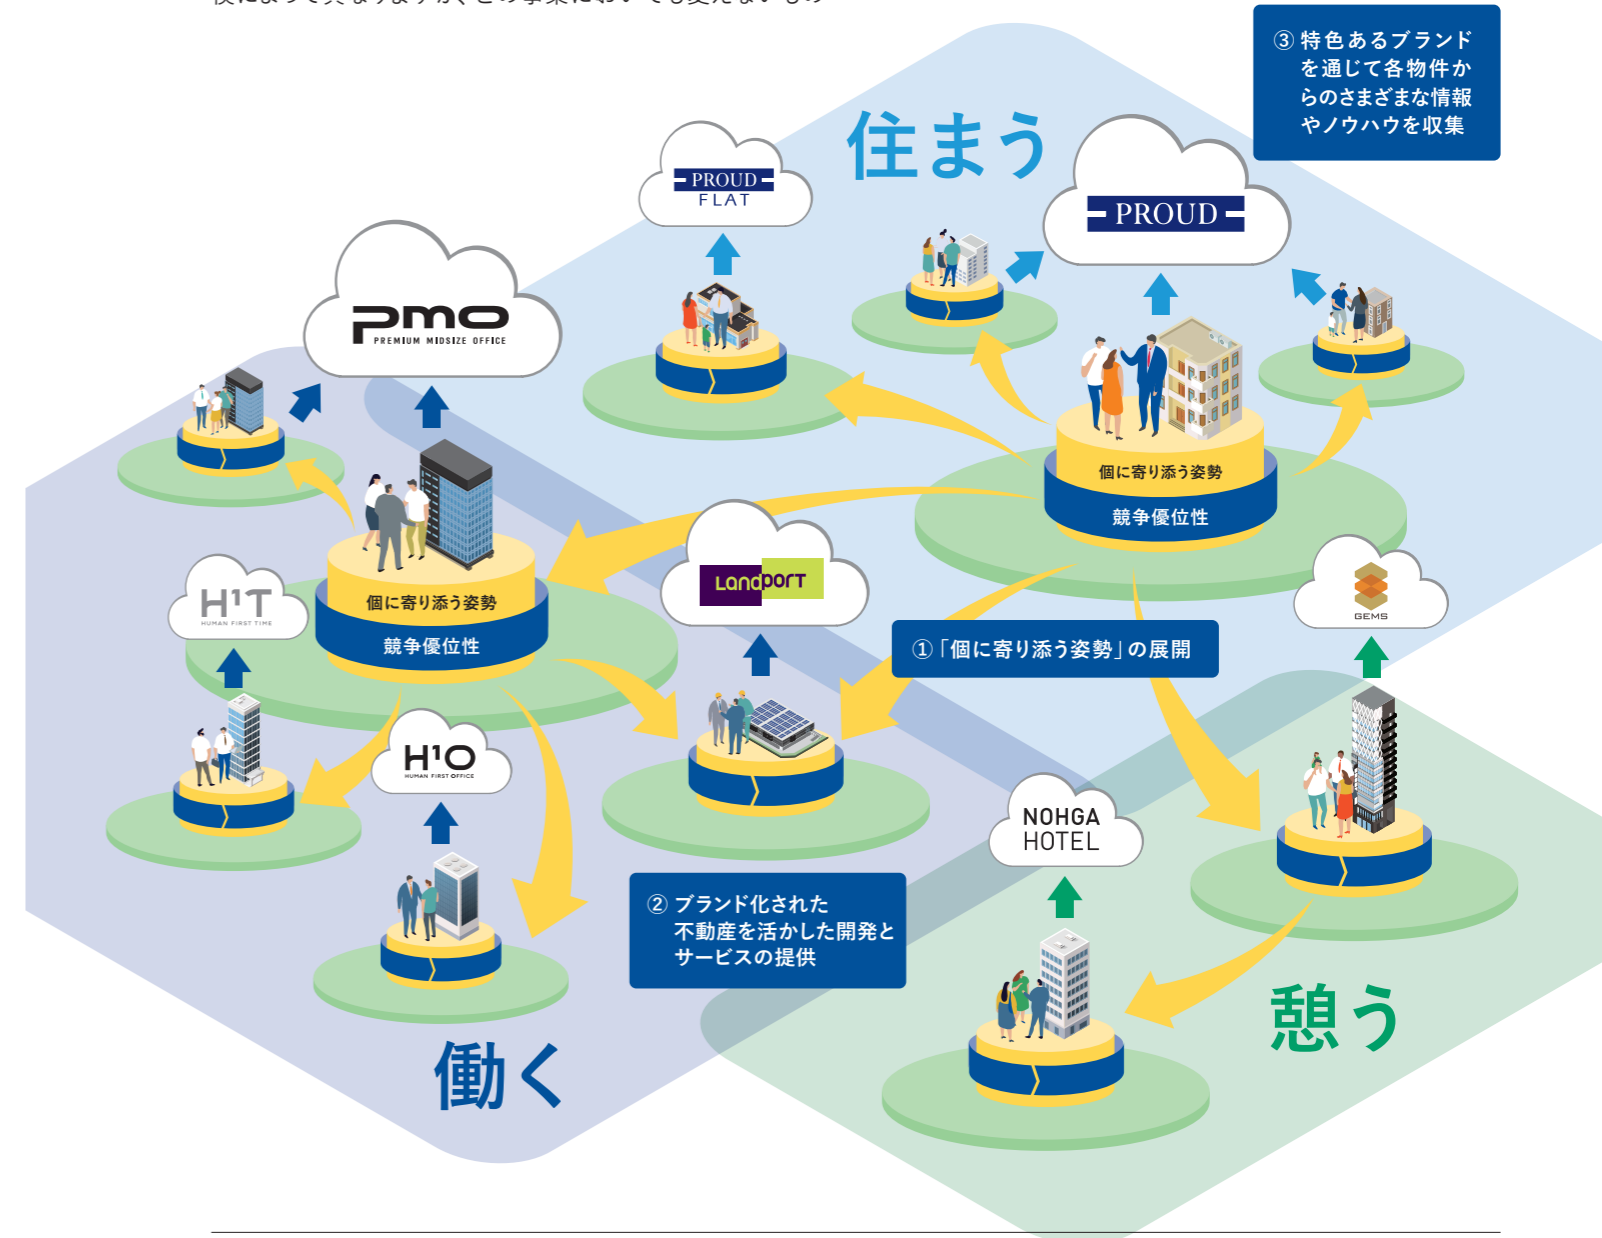 ③ 特色あるブランド
を通じて各物件か
らのさまざまな情報
やノウハウを収集
住まう
PROUD
FLAT
PROUD
PMO
PREMIUM MIDSIZE OFFICE
個に寄り添う姿勢
競争優位性
Landport
H¹T
HUMAN FIRST TIME
個に寄り添う姿勢
競争優位性
GEMS
①「個に寄り添う姿勢」の展開
H¹O
HUMAN FIRST OFFICE
NOHGA
HOTEL
② ブランド化された
不動産を活かした開発と
サービスの提供
憩う
働く